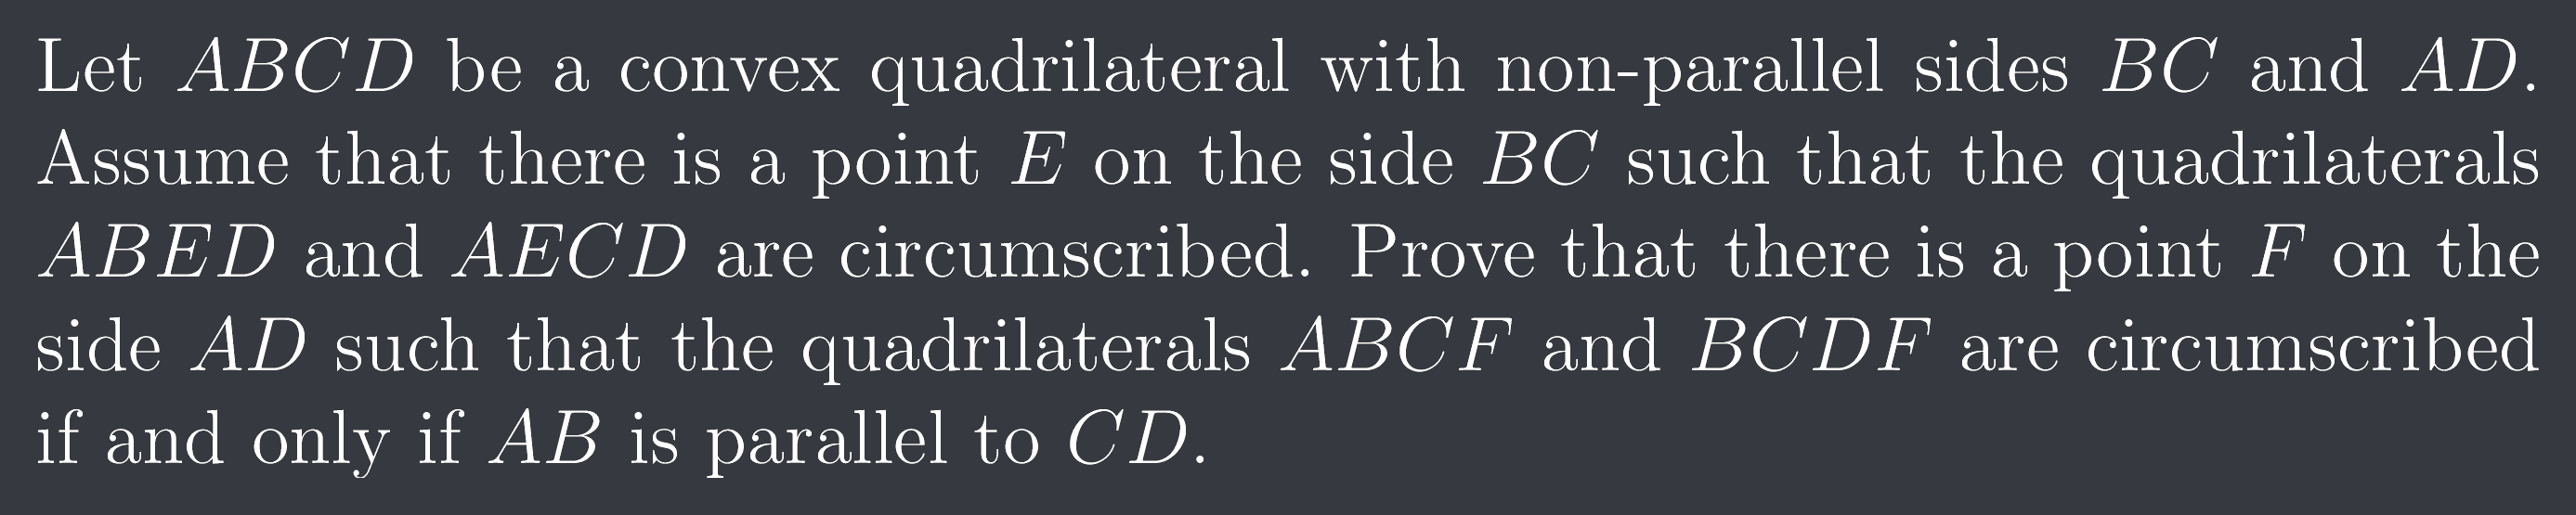 Let ABCD be a convex quadrilateral with non-parallel sides BC and AD.
Assume that there is a point E on the side BC such that the quadrilaterals
ABED and AECD are circumscribed. Prove that there is a point F on the
side AD such that the quadrilaterals ABCF and BCDF are circumscribed
if and only if AB is parallel to CD.